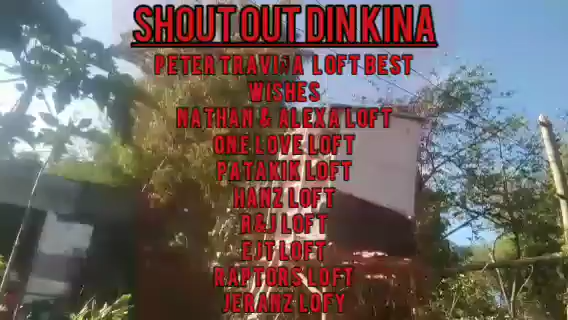 SHOUT OUT DIN KINA
PETER TRAVIÑA LOFT BEST
WISHES
NATHAN & ALEXA LOFT
ONE LOVE LOFT
PATAKIK LOFT
HANZ LOFT
R&J LOFT
EJT LOFT
RAPTORS LOFT
JERANZ LOFY